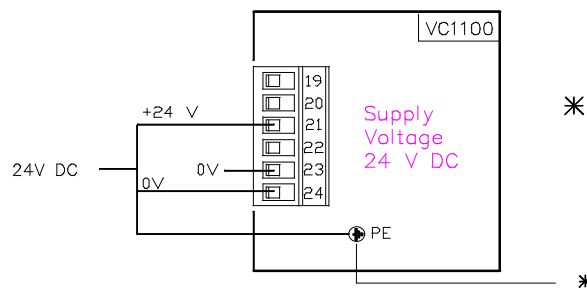 VC1100
19
20
+24 V
21
Supply
Voltage
24 V DC
22
24V DC
0V
23
0V
24
PE